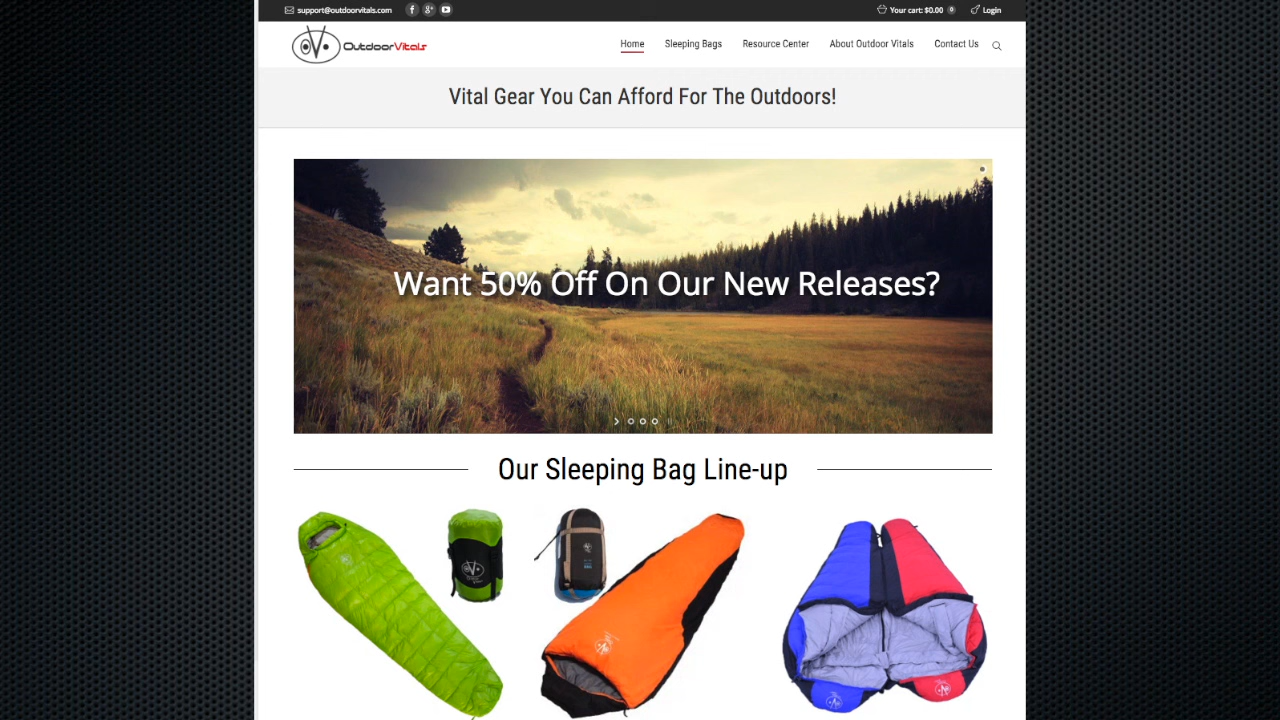 support@outdoorvitals.com
Your cart: $0.00 0
Login
OutdoorVitals
Home
Sleeping Bags
Resource Center
About Outdoor Vitals
Contact Us
Vital Gear You Can Afford For The Outdoors!
Want 50% Off On Our New Releases?
Our Sleeping Bag Line-up